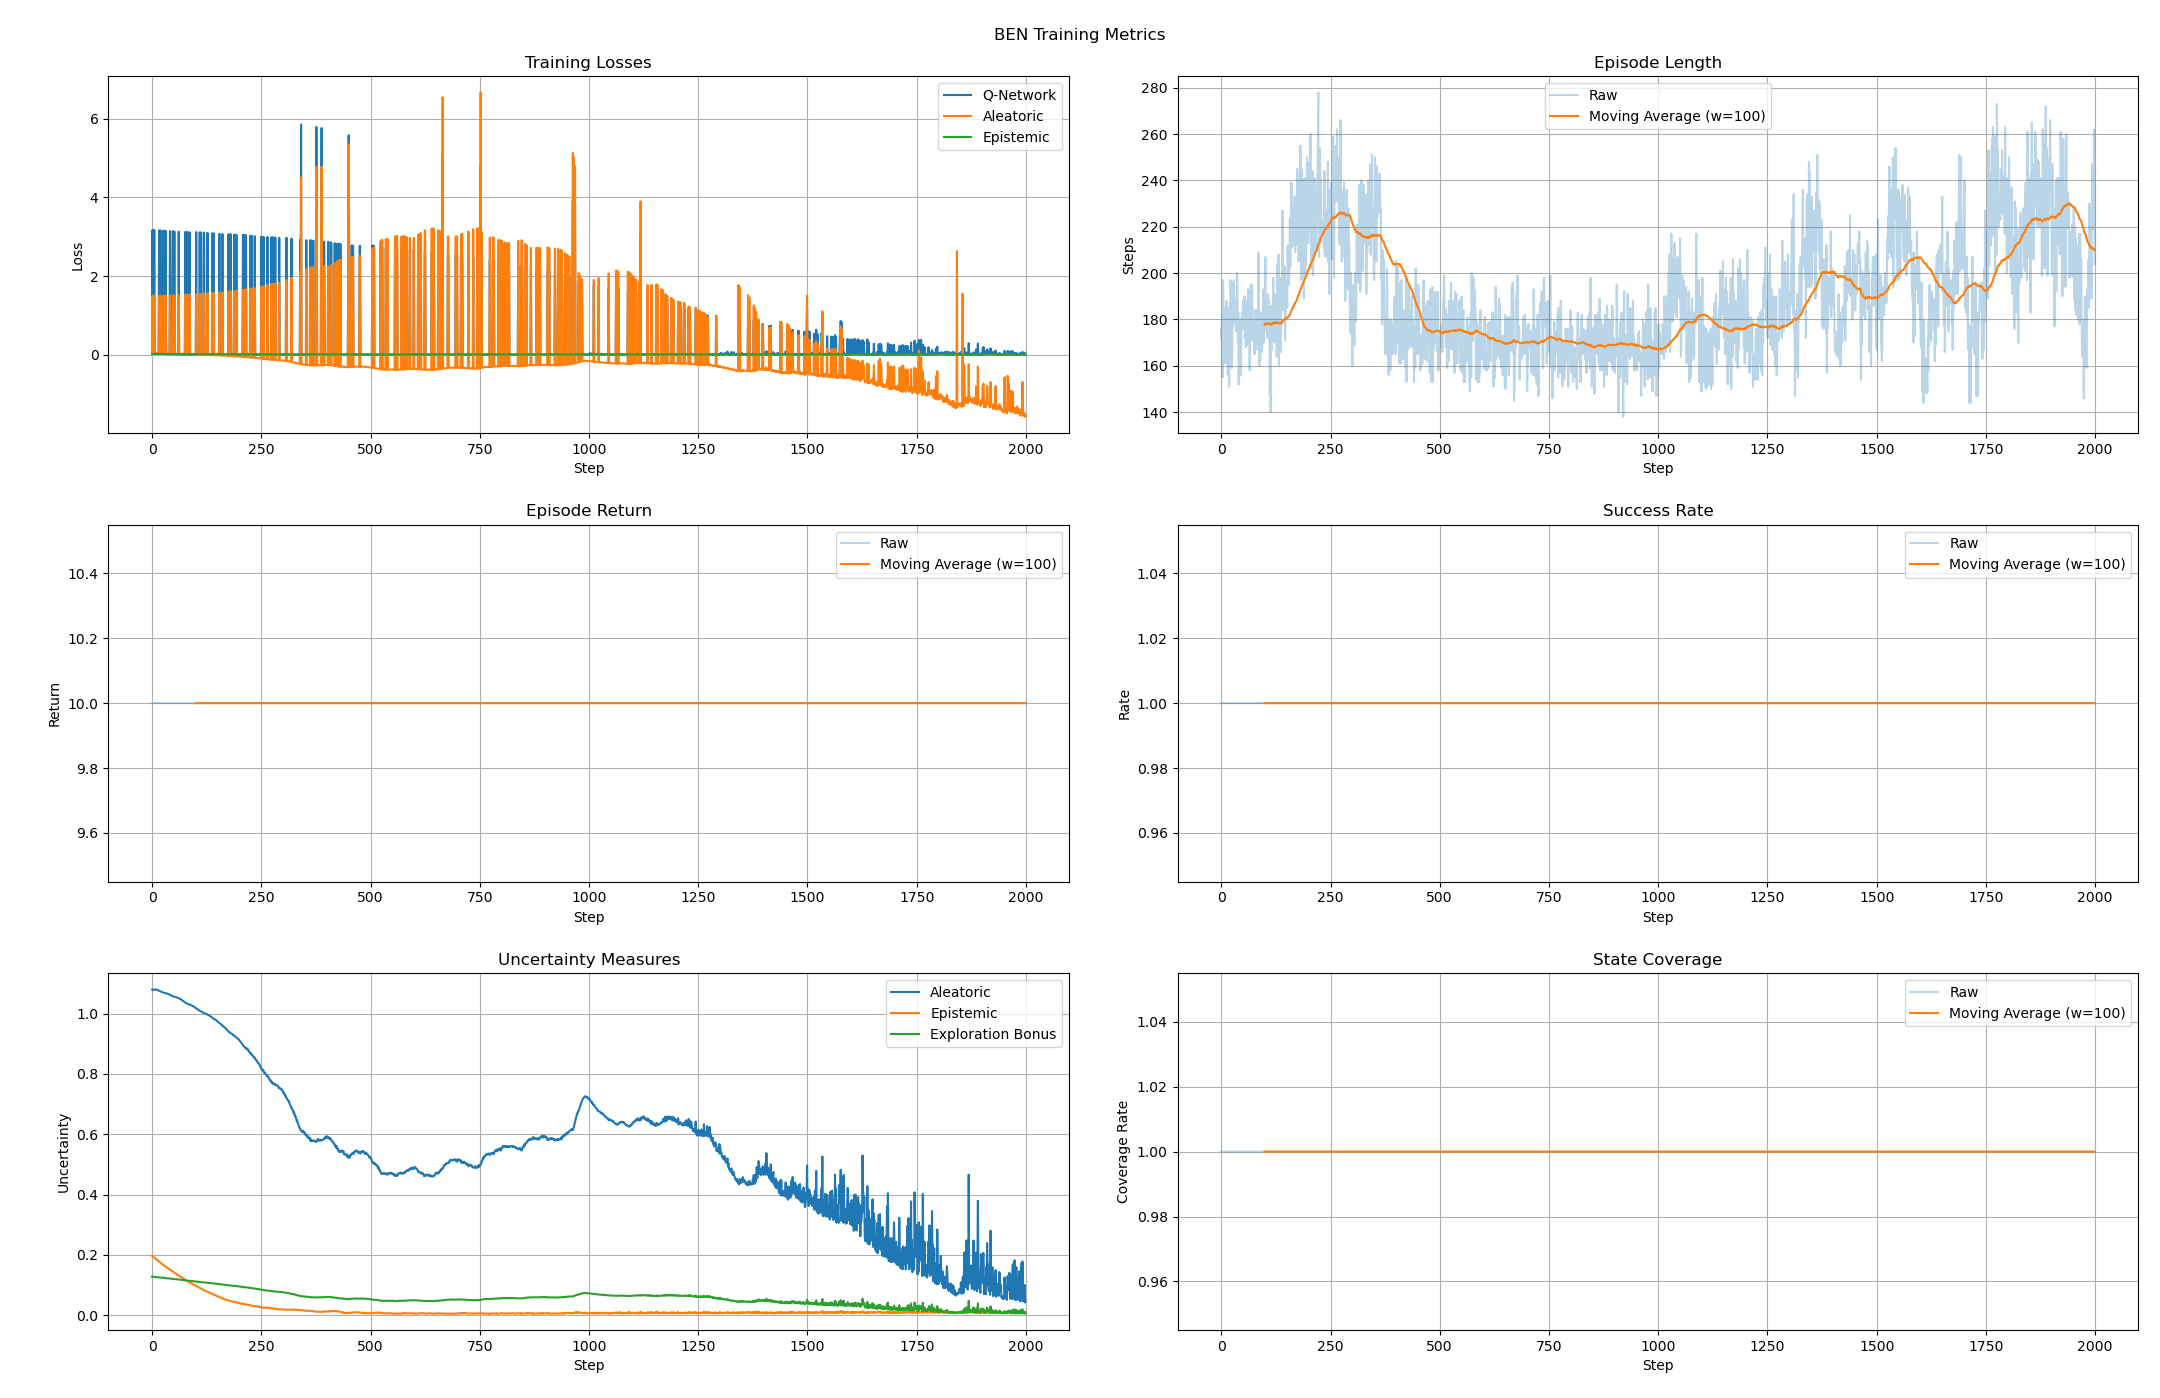 BEN Training Metrics
Training Losses
Loss
6
4
2
0
Q-Network
Aleatoric
Epistemic
0 250 500 750 1000 1250 1500 1750 2000
Step
Episode Length
Steps
280
260
240
220
200
180
160
140
Raw
Moving Average (w=100)
0 250 500 750 1000 1250 1500 1750 2000
Step
Episode Return
Return
10.4
10.2
10.0
9.8
9.6
Raw
Moving Average (w=100)
0 250 500 750 1000 1250 1500 1750 2000
Step
Success Rate
Rate
1.04
1.02
1.00
0.98
0.96
Raw
Moving Average (w=100)
0 250 500 750 1000 1250 1500 1750 2000
Step
Uncertainty Measures
Uncertainty
1.0
0.8
0.6
0.4
0.2
0.0
Aleatoric
Epistemic
Exploration Bonus
0 250 500 750 1000 1250 1500 1750 2000
Step
State Coverage
Coverage Rate
1.04
1.02
1.00
0.98
0.96
Raw
Moving Average (w=100)
0 250 500 750 1000 1250 1500 1750 2000
Step